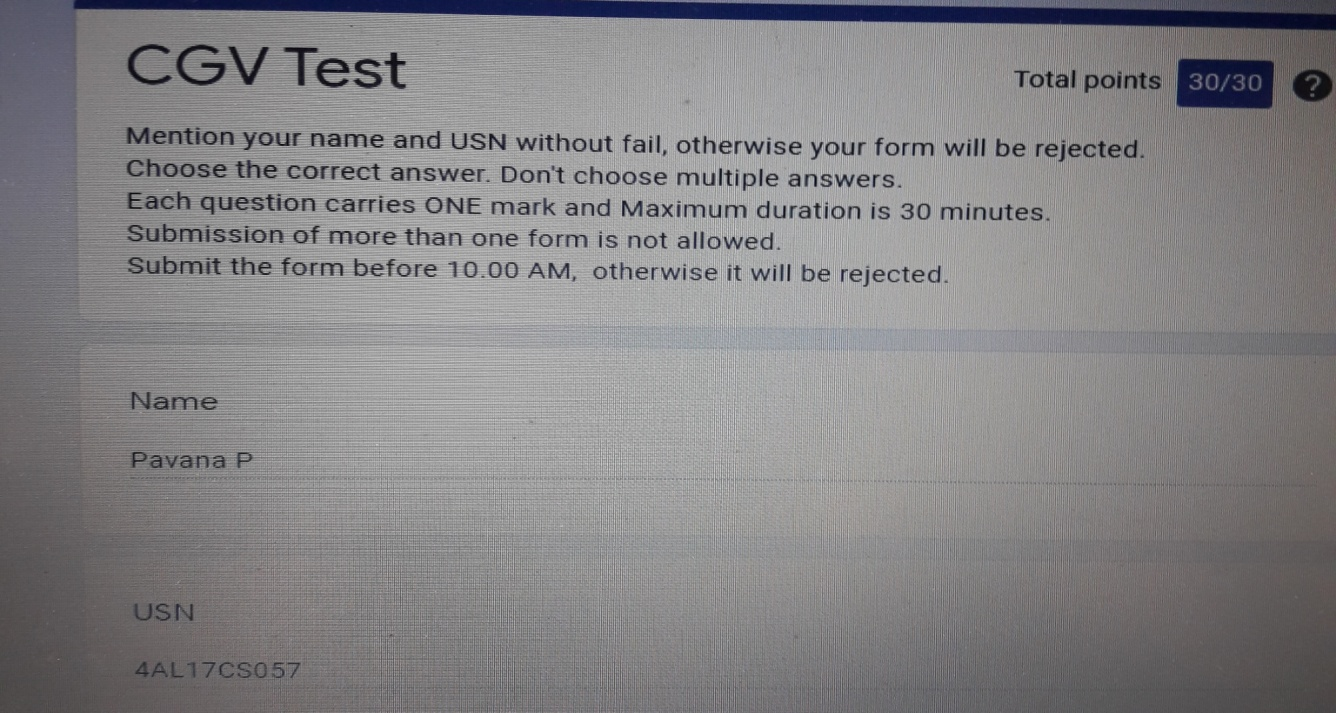 CGV Test
Total points 30/30 ?
Mention your name and USN without fail, otherwise your form will be rejected.
Choose the correct answer. Don't choose multiple answers.
Each question carries ONE mark and Maximum duration is 30 minutes.
Submission of more than one form is not allowed.
Submit the form before 10.00 AM, otherwise it will be rejected.
Name
Pavana P
USN
4AL17CS057